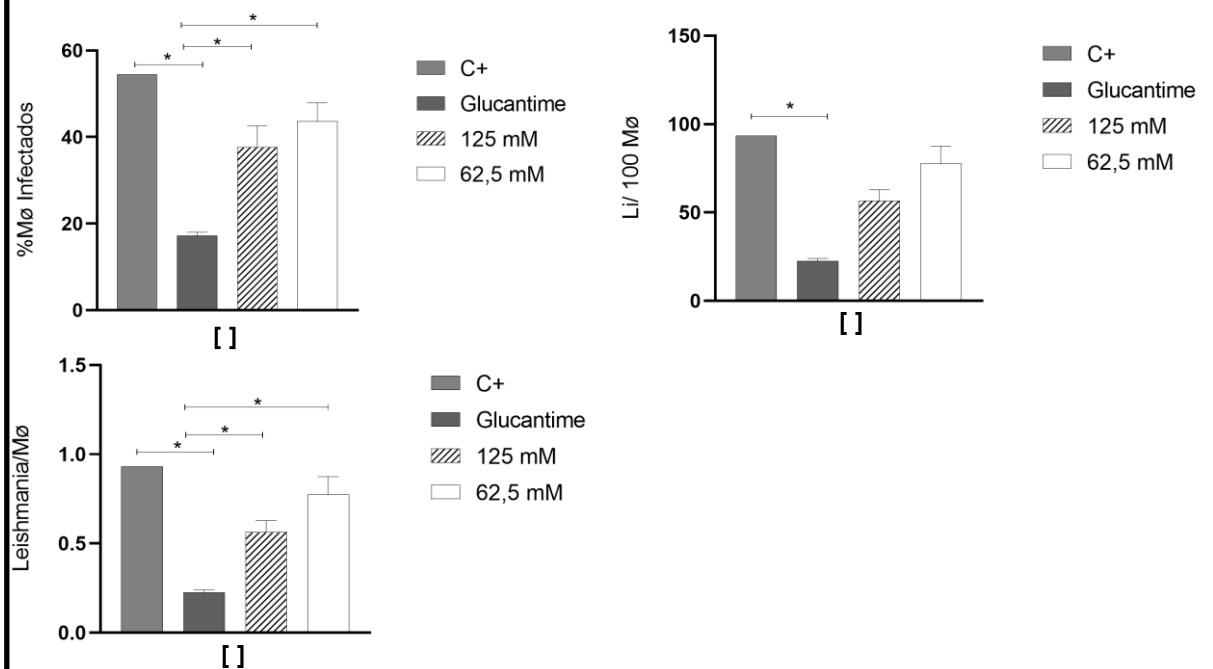 * * *
60
40
20
0
%Mø Infectados
[ ]
C+
Glucantime
125 mM
62,5 mM
150
100
50
0
Li/ 100 Mø
*
[ ]
C+
Glucantime
125 mM
62,5 mM
1.5
1.0
0.5
0.0
Leishmania/Mø
* * *
[ ]
C+
Glucantime
125 mM
62,5 mM